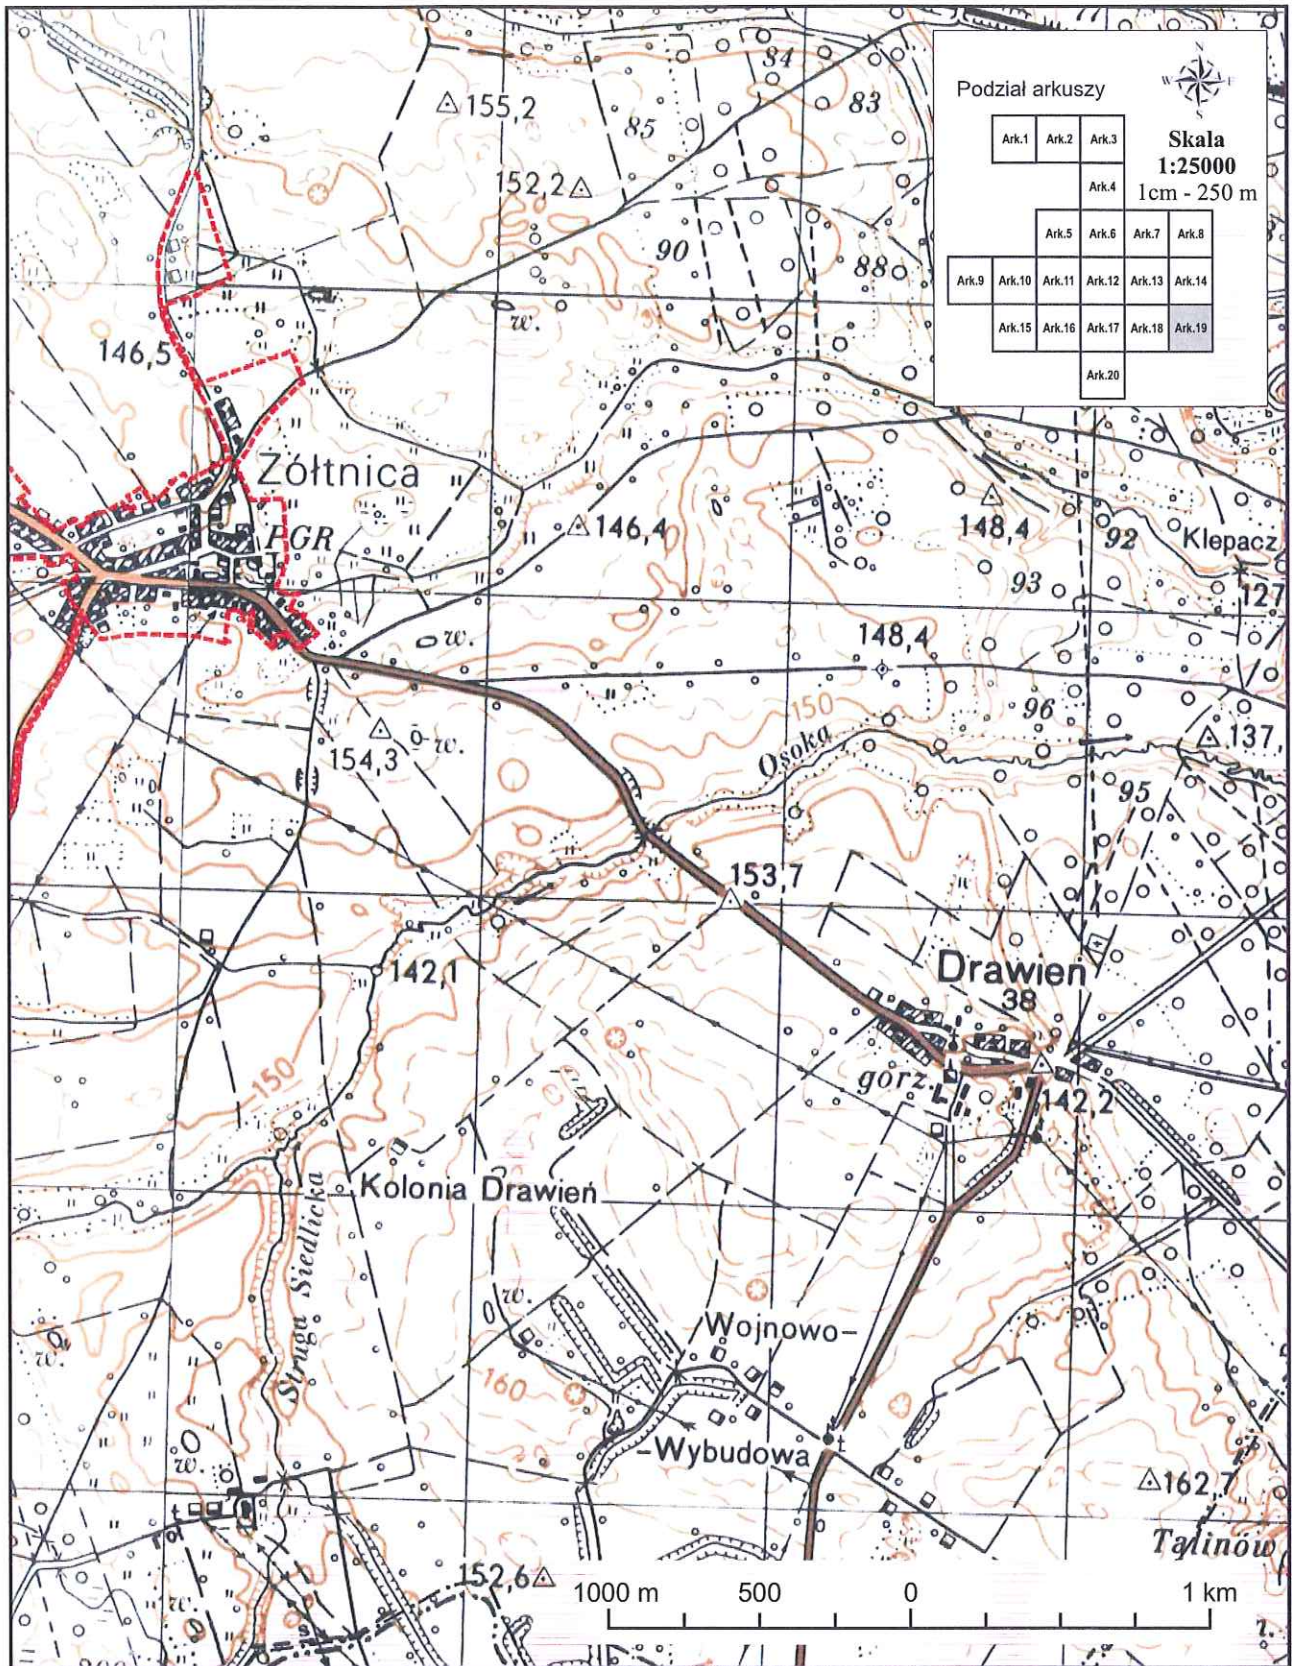 84
83
155,2
85
152,2
90
88
w.
146,5
Podział arkuszy
N
W
E
S
Skala
1:25000
1cm - 250 m
Ark.1 Ark.2 Ark.3
Ark.4
Ark.5 Ark.6 Ark.7 Ark.8
Ark.9 Ark.10 Ark.11 Ark.12 Ark.13 Ark.14
Ark.15 Ark.16 Ark.17 Ark.18 Ark.19
Ark.20
Żółtnica
PGR
146,4
148,4
92
Klepacz
93
127
w.
148,4
96
150
Osoka
137,
w.
154,3
95
153,7
142,1
Drawień
38
gorz.
142,2
150
Kolonia Drawień
Struga Siedlicka
w.
w.
Wojnowo-
160
-Wybudowa
t
w.
162,7
t
rol
Talinów
152,6
1000 m 500 0 1 km
w.
s